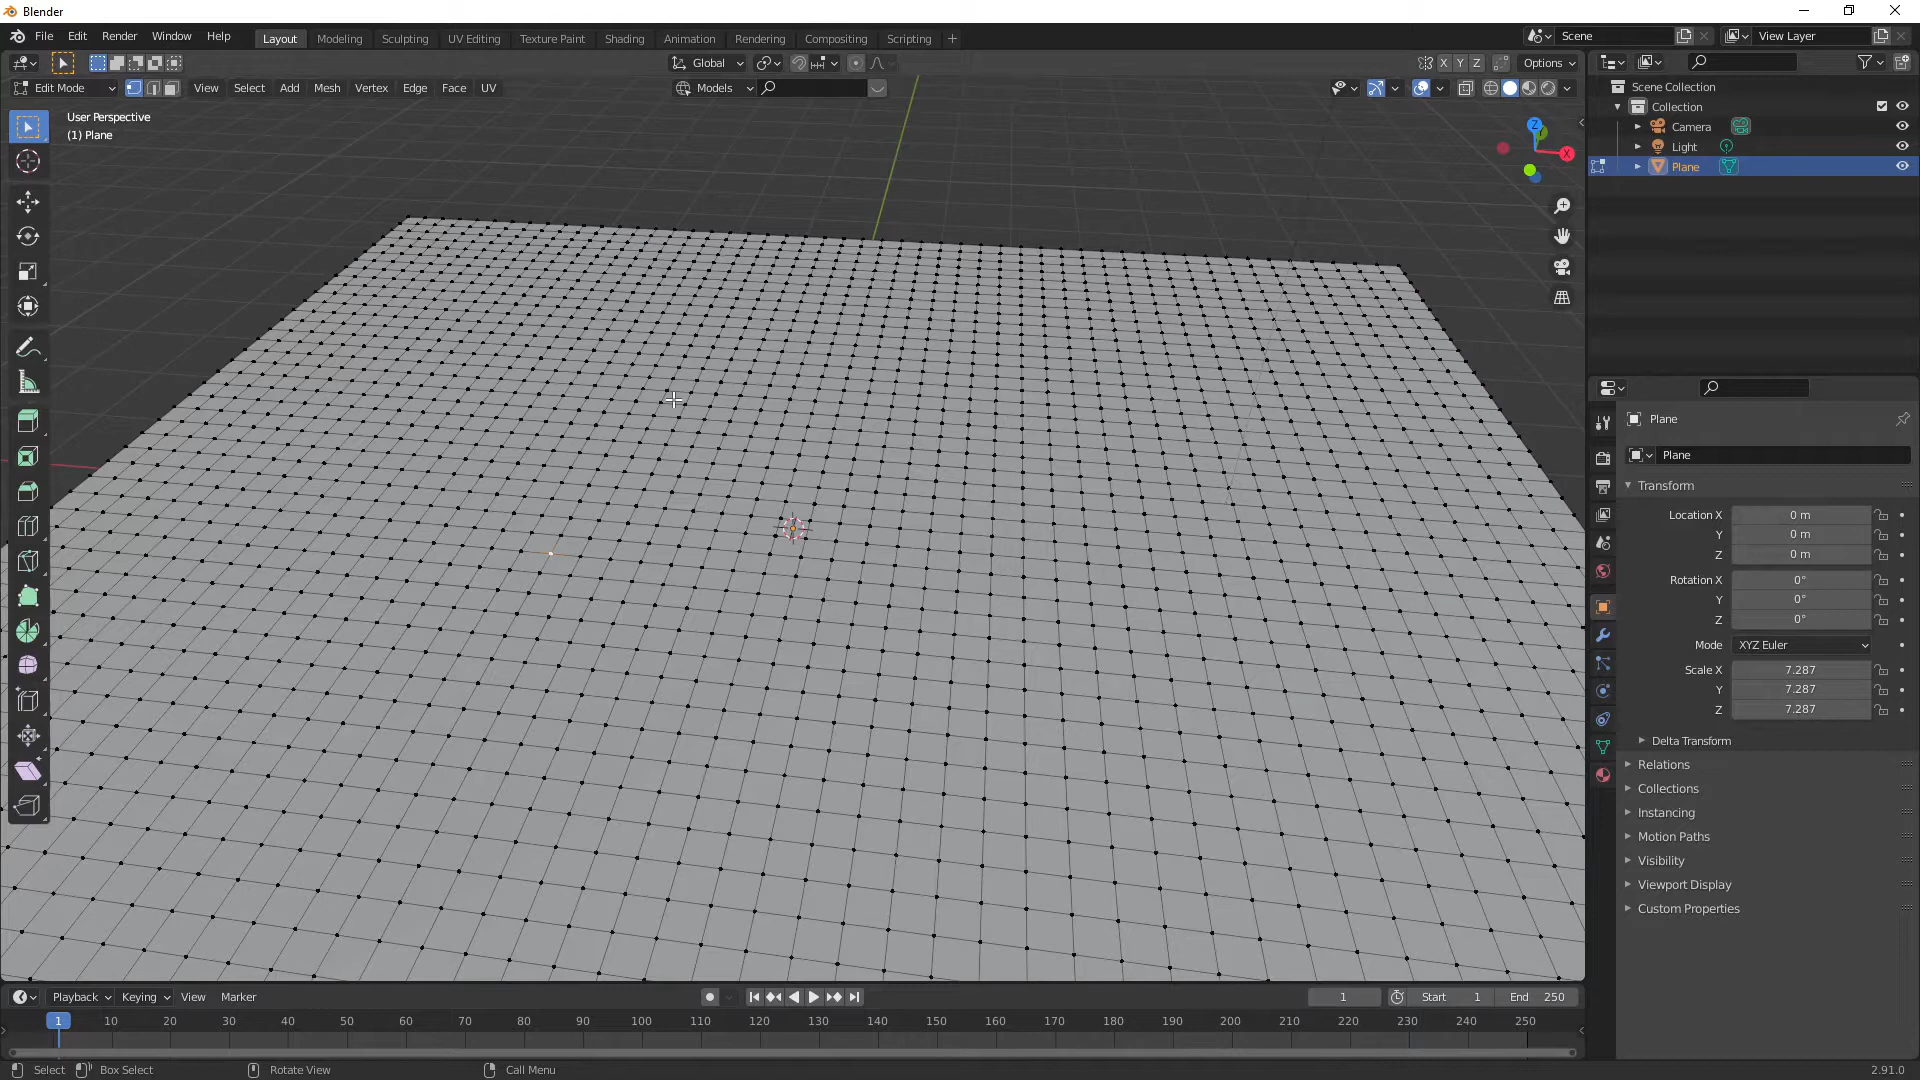 Blender
File Edit Render Window Help
Layout Modeling Sculpting UV Editing Texture Paint Shading Animation Rendering Compositing Scripting +
Scene
View Layer
Global
X Y Z
Options
Edit Mode
View Select Add Mesh Vertex Edge Face UV
Models
User Perspective
(1) Plane
Z
X
Scene Collection
Collection
Camera
Light
Plane
Plane
Plane
Transform
Location X 0 m
Y 0 m
Z 0 m
Rotation X 0°
Y 0°
Z 0°
Mode XYZ Euler
Scale X 7.287
Y 7.287
Z 7.287
Delta Transform
Relations
Collections
Instancing
Motion Paths
Visibility
Viewport Display
Custom Properties
Playback Keying View Marker
1
Start 1
End 250
1 10 20 30 40 50 60 70 80 90 100 110 120 130 140 150 160 170 180 190 200 210 220 230 240 250
Select
Box Select
Rotate View
Call Menu
2.91.0